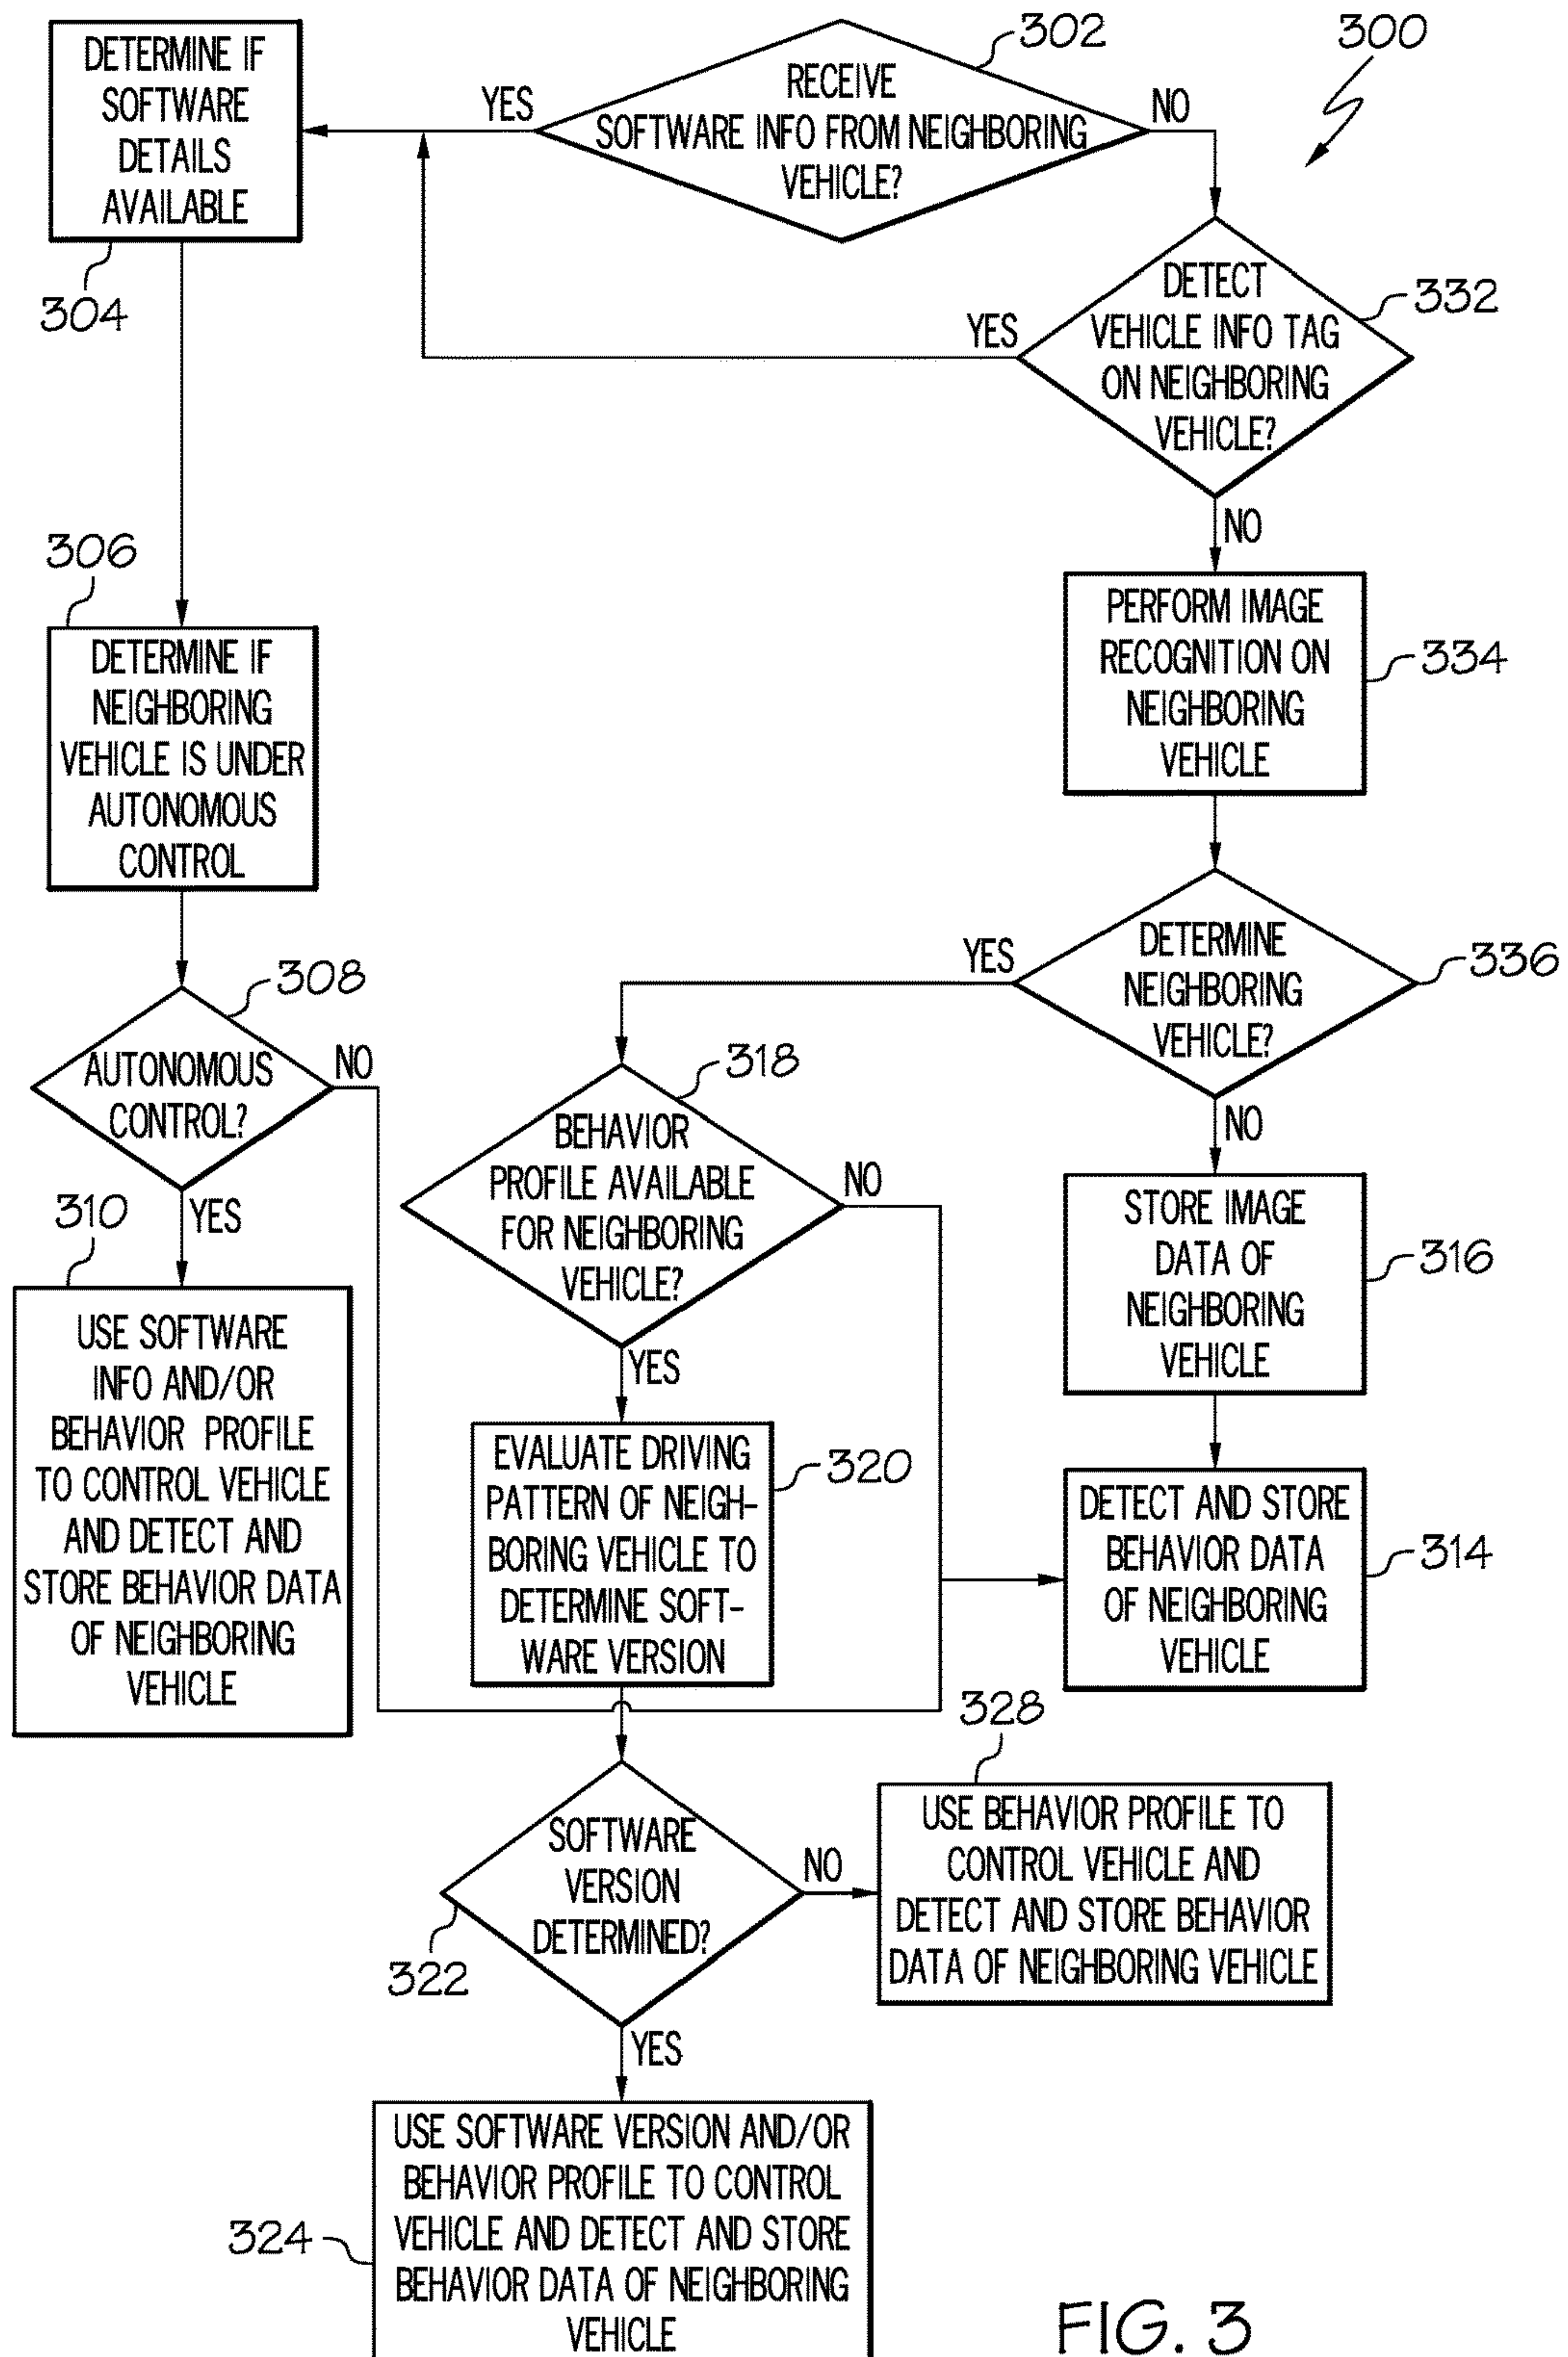 300
302
RECEIVE
SOFTWARE INFO FROM NEIGHBORING
VEHICLE?
YES
NO
DETERMINE IF
SOFTWARE
DETAILS
AVAILABLE
304
332
DETECT
VEHICLE INFO TAG
ON NEIGHBORING
VEHICLE?
YES
NO
306
DETERMINE IF
NEIGHBORING
VEHICLE IS UNDER
AUTONOMOUS
CONTROL
334
PERFORM IMAGE
RECOGNITION ON
NEIGHBORING
VEHICLE
308
AUTONOMOUS
CONTROL?
NO
YES
336
DETERMINE
NEIGHBORING
VEHICLE?
YES
NO
318
BEHAVIOR
PROFILE AVAILABLE
FOR NEIGHBORING
VEHICLE?
NO
YES
310
USE SOFTWARE
INFO AND/OR
BEHAVIOR PROFILE
TO CONTROL VEHICLE
AND DETECT AND
STORE BEHAVIOR DATA
OF NEIGHBORING
VEHICLE
316
STORE IMAGE
DATA OF
NEIGHBORING
VEHICLE
320
EVALUATE DRIVING
PATTERN OF NEIGH-
BORING VEHICLE TO
DETERMINE SOFT-
WARE VERSION
314
DETECT AND STORE
BEHAVIOR DATA
OF NEIGHBORING
VEHICLE
322
SOFTWARE
VERSION
DETERMINED?
NO
YES
328
USE BEHAVIOR PROFILE TO
CONTROL VEHICLE AND
DETECT AND STORE BEHAVIOR
DATA OF NEIGHBORING VEHICLE
324
USE SOFTWARE VERSION AND/OR
BEHAVIOR PROFILE TO CONTROL
VEHICLE AND DETECT AND STORE
BEHAVIOR DATA OF NEIGHBORING
VEHICLE
FIG. 3